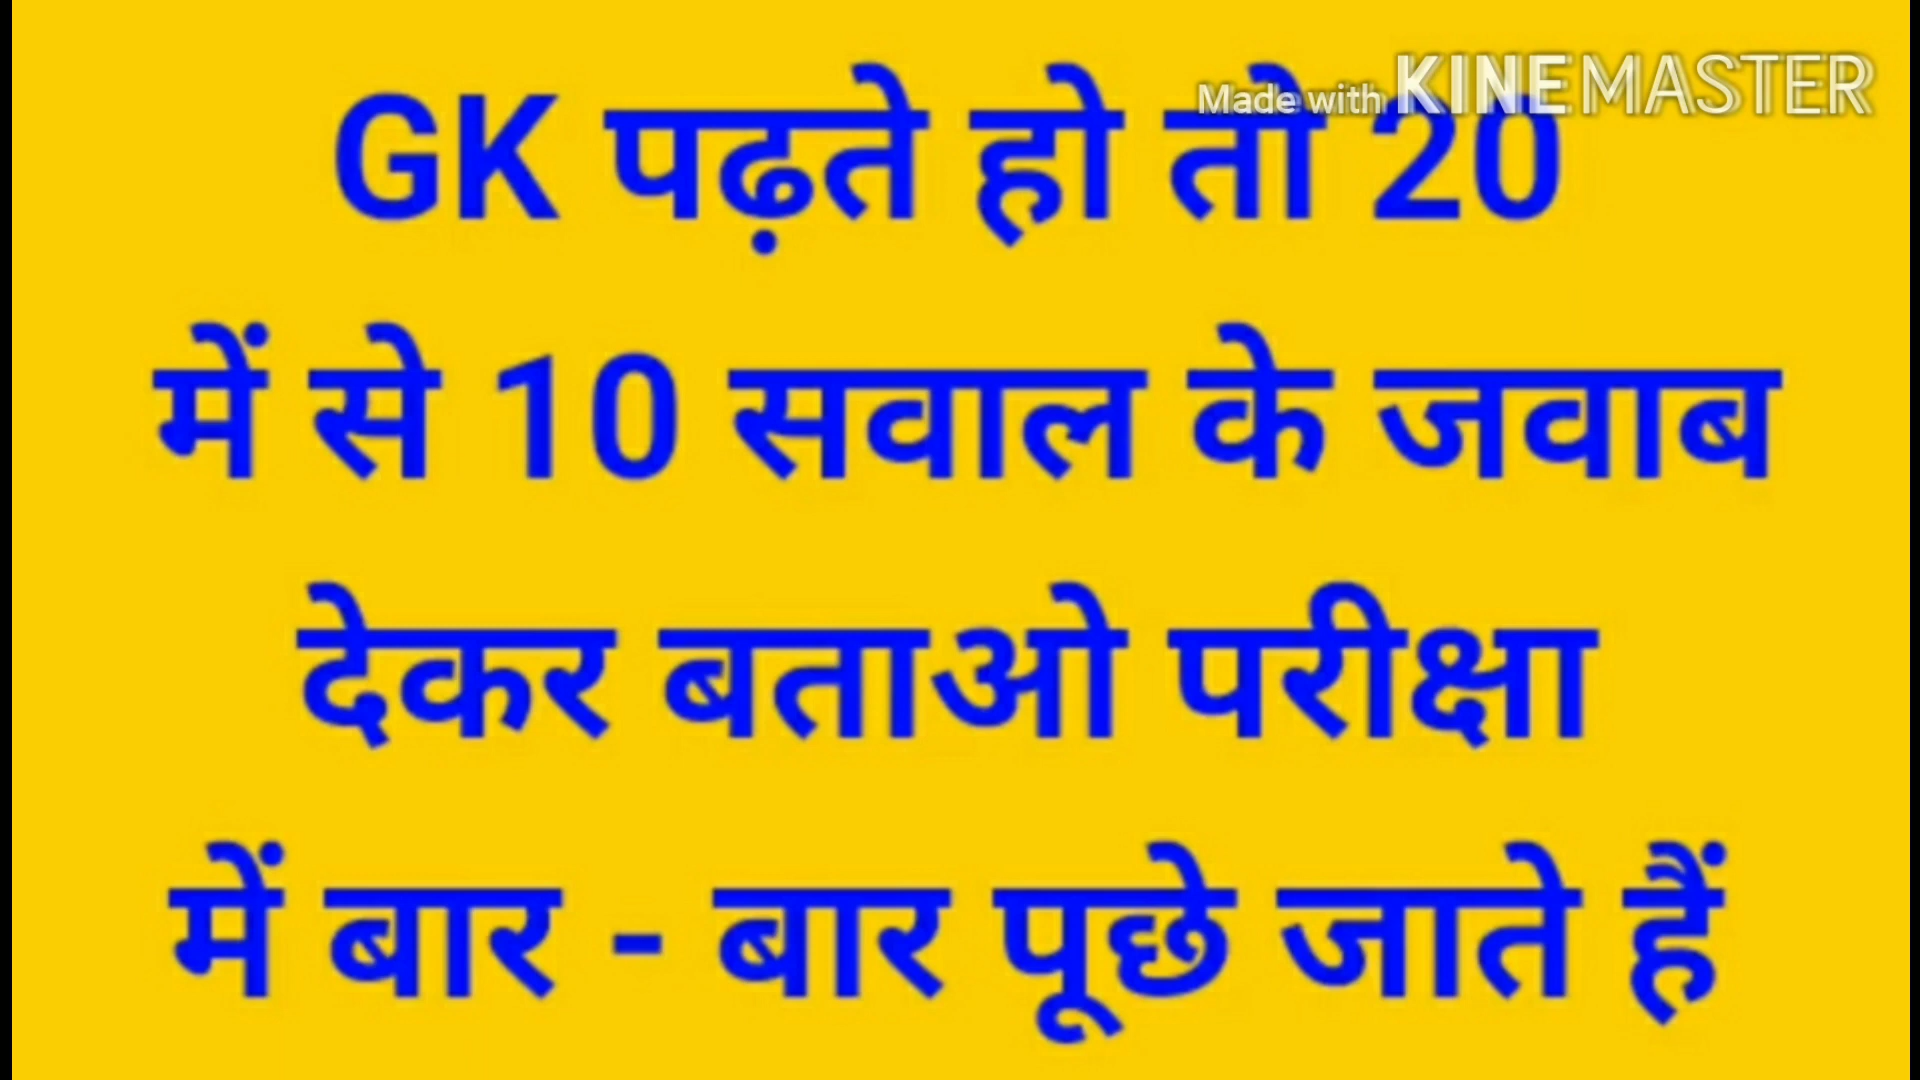 Made with KINEMASTER
GK पढ़ते हो तो 20
में से 10 सवाल के जवाब
देकर बताओ परीक्षा
में बार - बार पूछे जाते हैं